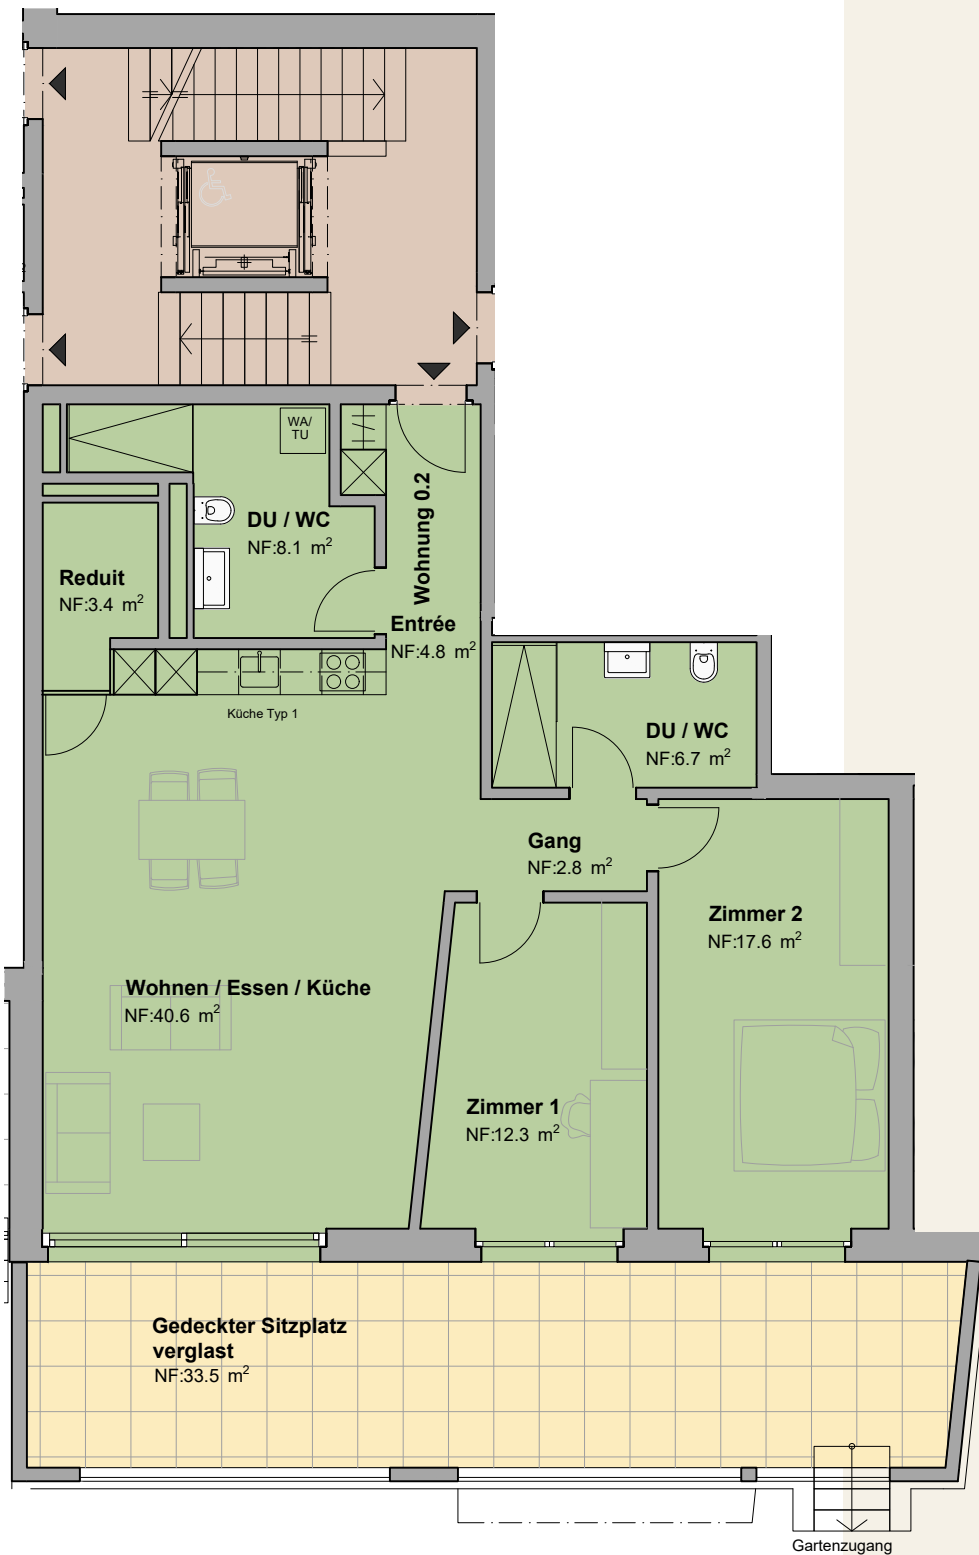 WA/
TU
Wohnung 0.2
DU / WC
NF:8.1 m²
Reduit
NF:3.4 m²
Entrée
NF:4.8 m²
Küche Typ 1
DU / WC
NF:6.7 m²
Gang
NF:2.8 m²
Zimmer 2
NF:17.6 m²
Wohnen / Essen / Küche
NF:40.6 m²
Zimmer 1
NF:12.3 m²
Gedeckter Sitzplatz
verglast
NF:33.5 m²
Gartenzugang